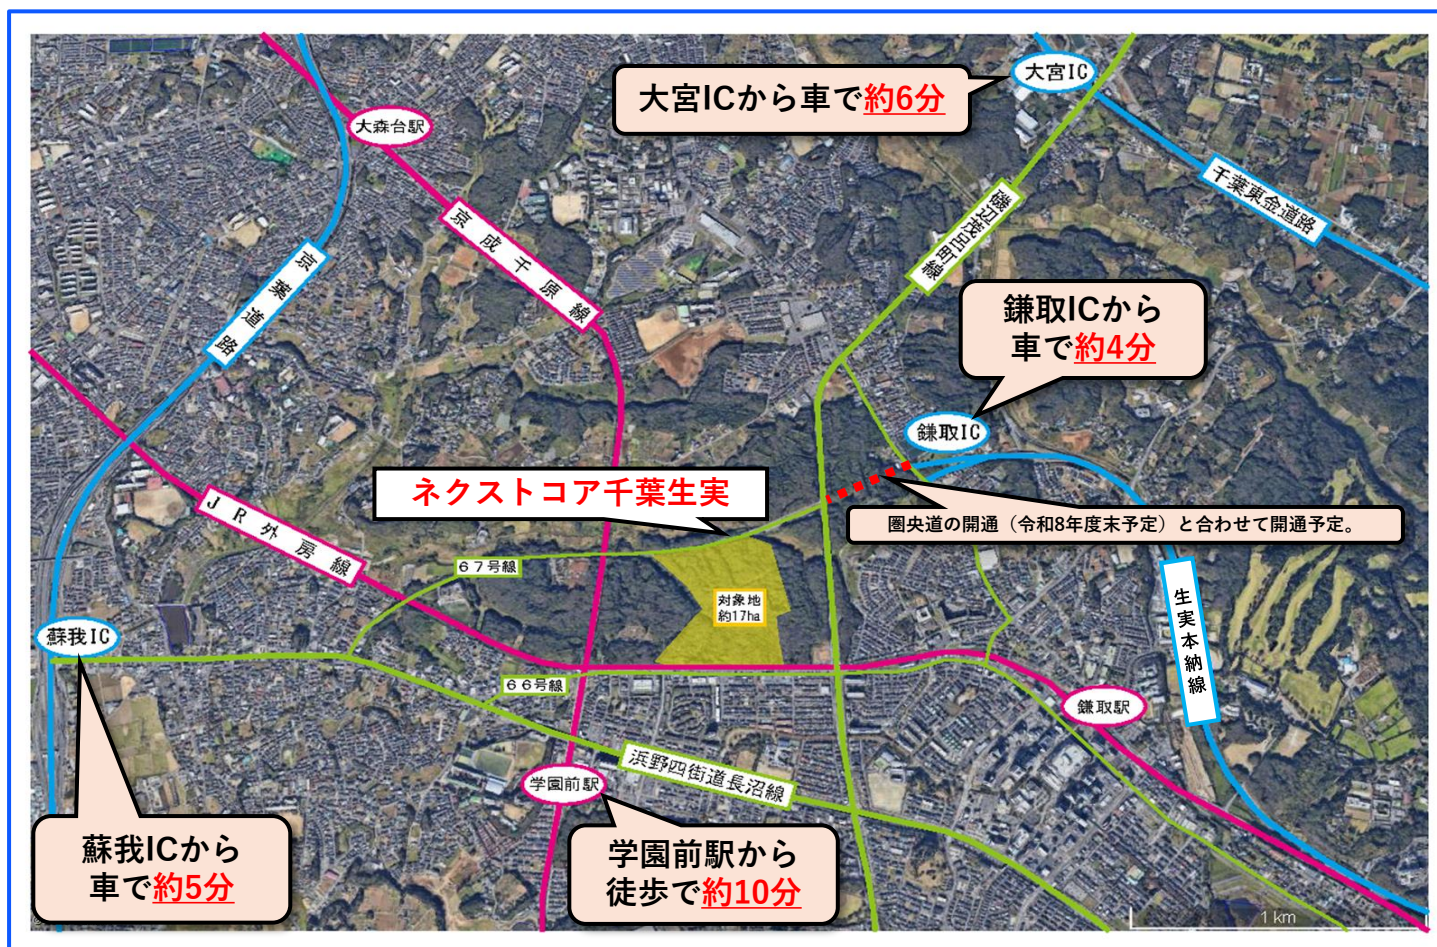 大宮IC
大宮ICから車で約6分
大森台駅
千葉東金道路
磯辺茂呂町線
京成千原線
京葉道路
鎌取ICから
車で約4分
鎌取IC
ネクストコア千葉生実
圏央道の開通（令和8年度末予定）と合わせて開通予定。
JR外房線
67号線
対象地
約17ha
生実本納線
蘇我IC
66号線
鎌取駅
浜野四街道長沼線
学園前駅
蘇我ICから
車で約5分
学園前駅から
徒歩で約10分
1 km